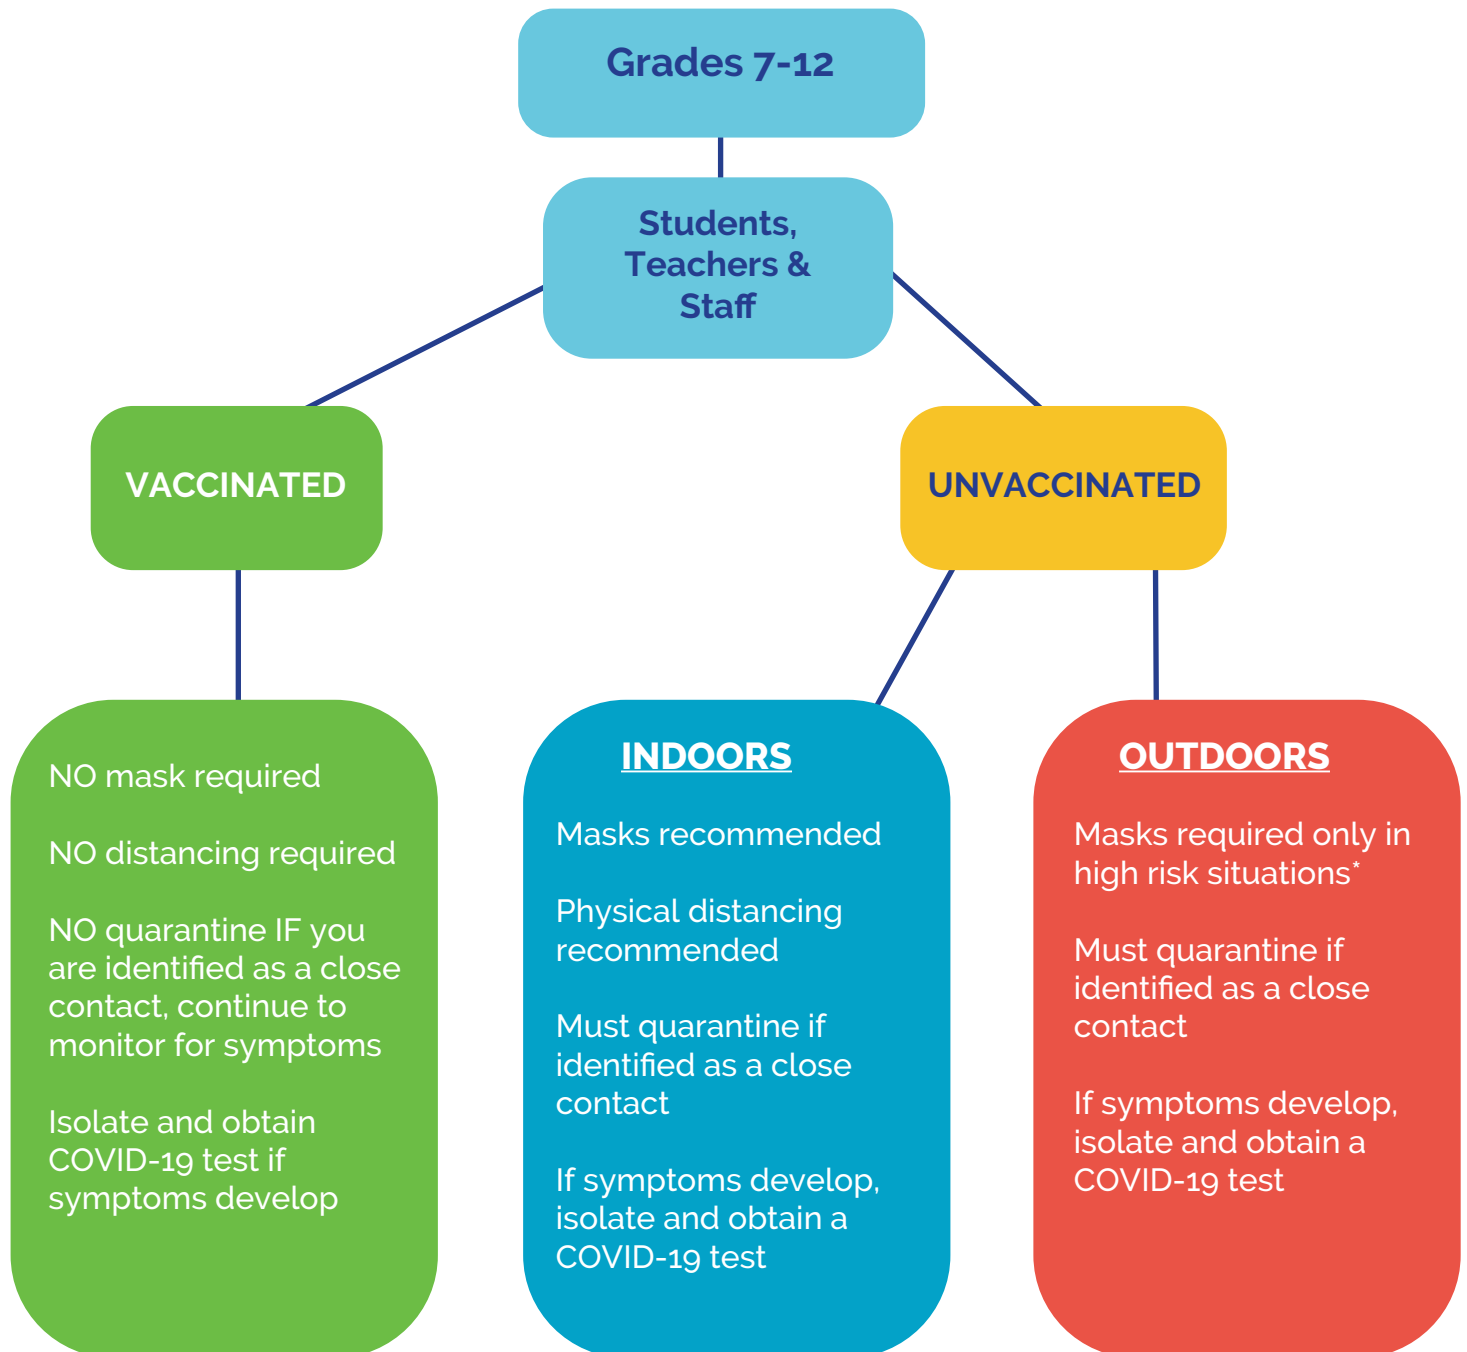 Grades 7-12
Students,
Teachers &
Staff
VACCINATED
UNVACCINATED
NO mask required
NO distancing required
NO quarantine IF you
are identified as a close
contact, continue to
monitor for symptoms
Isolate and obtain
COVID-19 test if
symptoms develop
INDOORS
Masks recommended
Physical distancing
recommended
Must quarantine if
identified as a close
contact
If symptoms develop,
isolate and obtain a
COVID-19 test
OUTDOORS
Masks required only in
high risk situations*
Must quarantine if
identified as a close
contact
If symptoms develop,
isolate and obtain a
COVID-19 test